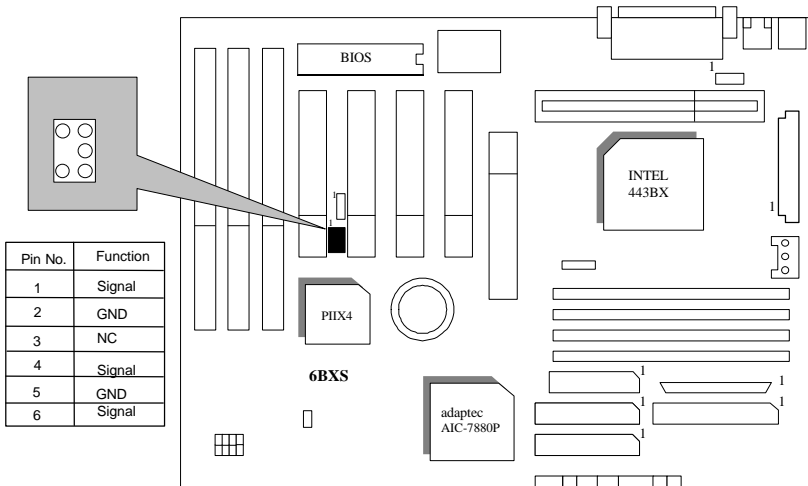 BIOS
1
INTEL
443BX
1
1
1
Pin No. Function
1 Signal
2 GND
3 NC
4 Signal
5 GND
6 Signal
PIIX4
6BXS
adaptec
AIC-7880P
1
1
1
1
1